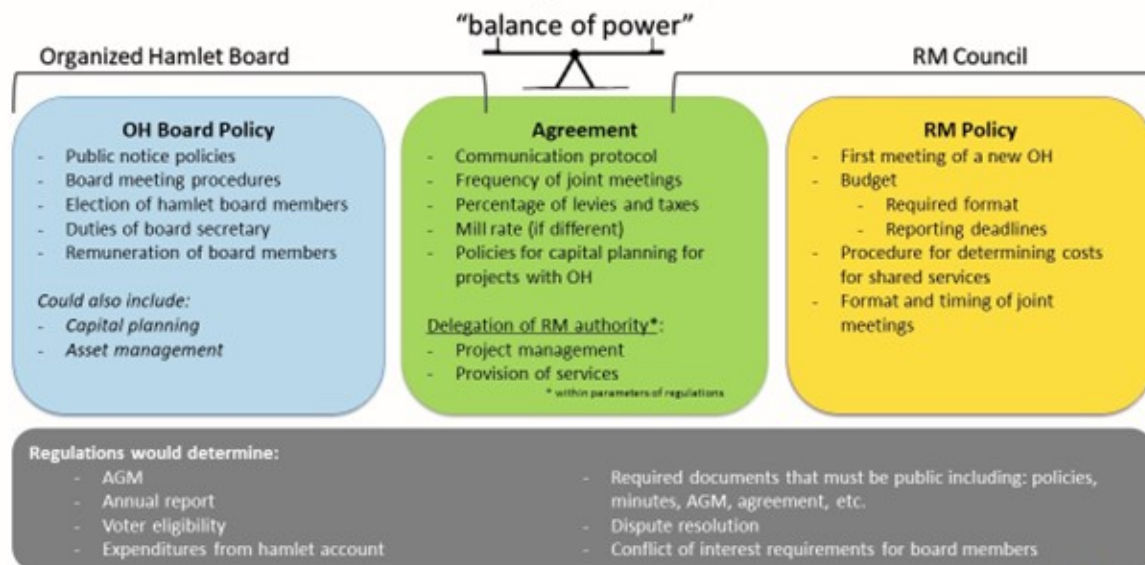 "balance of power"
Organized Hamlet Board
RM Council
OH Board Policy
- Public notice policies
- Board meeting procedures
- Election of hamlet board members
- Duties of board secretary
- Remuneration of board members
Could also include:
- Capital planning
- Asset management
Agreement
- Communication protocol
- Frequency of joint meetings
- Percentage of levies and taxes
- Mill rate (if different)
- Policies for capital planning for
projects with OH
Delegation of RM authority*:
- Project management
- Provision of services
* within parameters of regulations
RM Policy
- First meeting of a new OH
- Budget
- Required format
- Reporting deadlines
- Procedure for determining costs
for shared services
- Format and timing of joint
meetings
Regulations would determine:
- AGM
- Annual report
- Voter eligibility
- Expenditures from hamlet account
- Required documents that must be public including: policies,
minutes, AGM, agreement, etc.
- Dispute resolution
- Conflict of interest requirements for board members